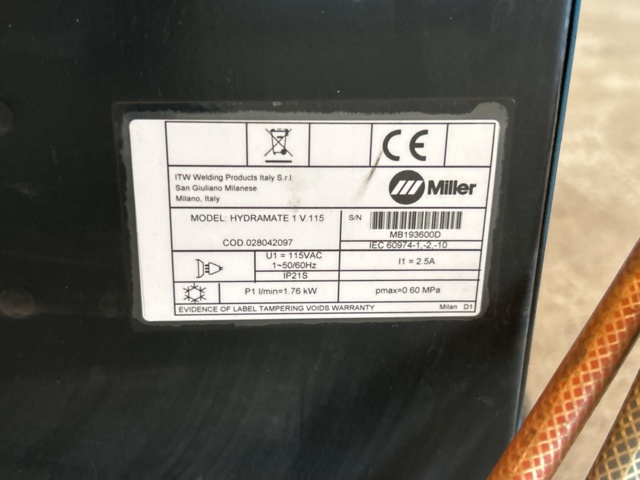 CE
ITW Welding Products Italy S.r.l.
San Giuliano Milanese
Milano, Italy
Miller
MODEL: HYDRAMATE 1 V.115
S/N
COD.028042097
MB193600D
IEC 60974-1,-2,-10
U1 = 115VAC
1~50/60Hz
I1 = 2.5A
IP21S
P1 l/min=1.76 kW
pmax=0.60 MPa
EVIDENCE OF LABEL TAMPERING VOIDS WARRANTY
Milan D1